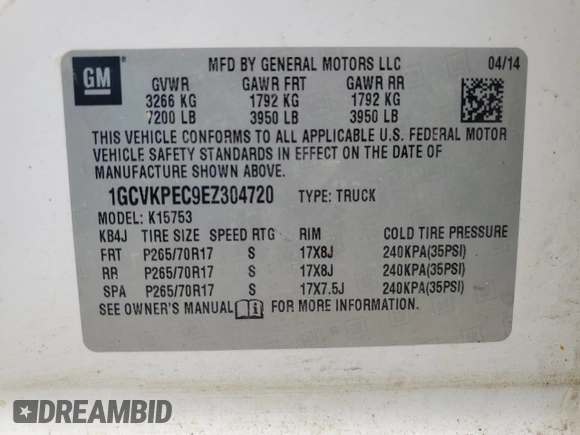 GM
MFD BY GENERAL MOTORS LLC 04/14
GVWR GAWR FRT GAWR RR
3266 KG 1792 KG 1792 KG
7200 LB 3950 LB 3950 LB
THIS VEHICLE CONFORMS TO ALL APPLICABLE U.S. FEDERAL MOTOR
VEHICLE SAFETY STANDARDS IN EFFECT ON THE DATE OF
MANUFACTURE SHOWN ABOVE.
1GCVKPEC9EZ304720 TYPE: TRUCK
MODEL: K15753
KB4J TIRE SIZE SPEED RTG RIM COLD TIRE PRESSURE
FRT P265/70R17 S 17X8J 240KPA(35PSI)
RR P265/70R17 S 17X8J 240KPA(35PSI)
SPA P265/70R17 S 17X7.5J 240KPA(35PSI)
SEE OWNER'S MANUAL FOR MORE INFORMATION.
DREAMBID